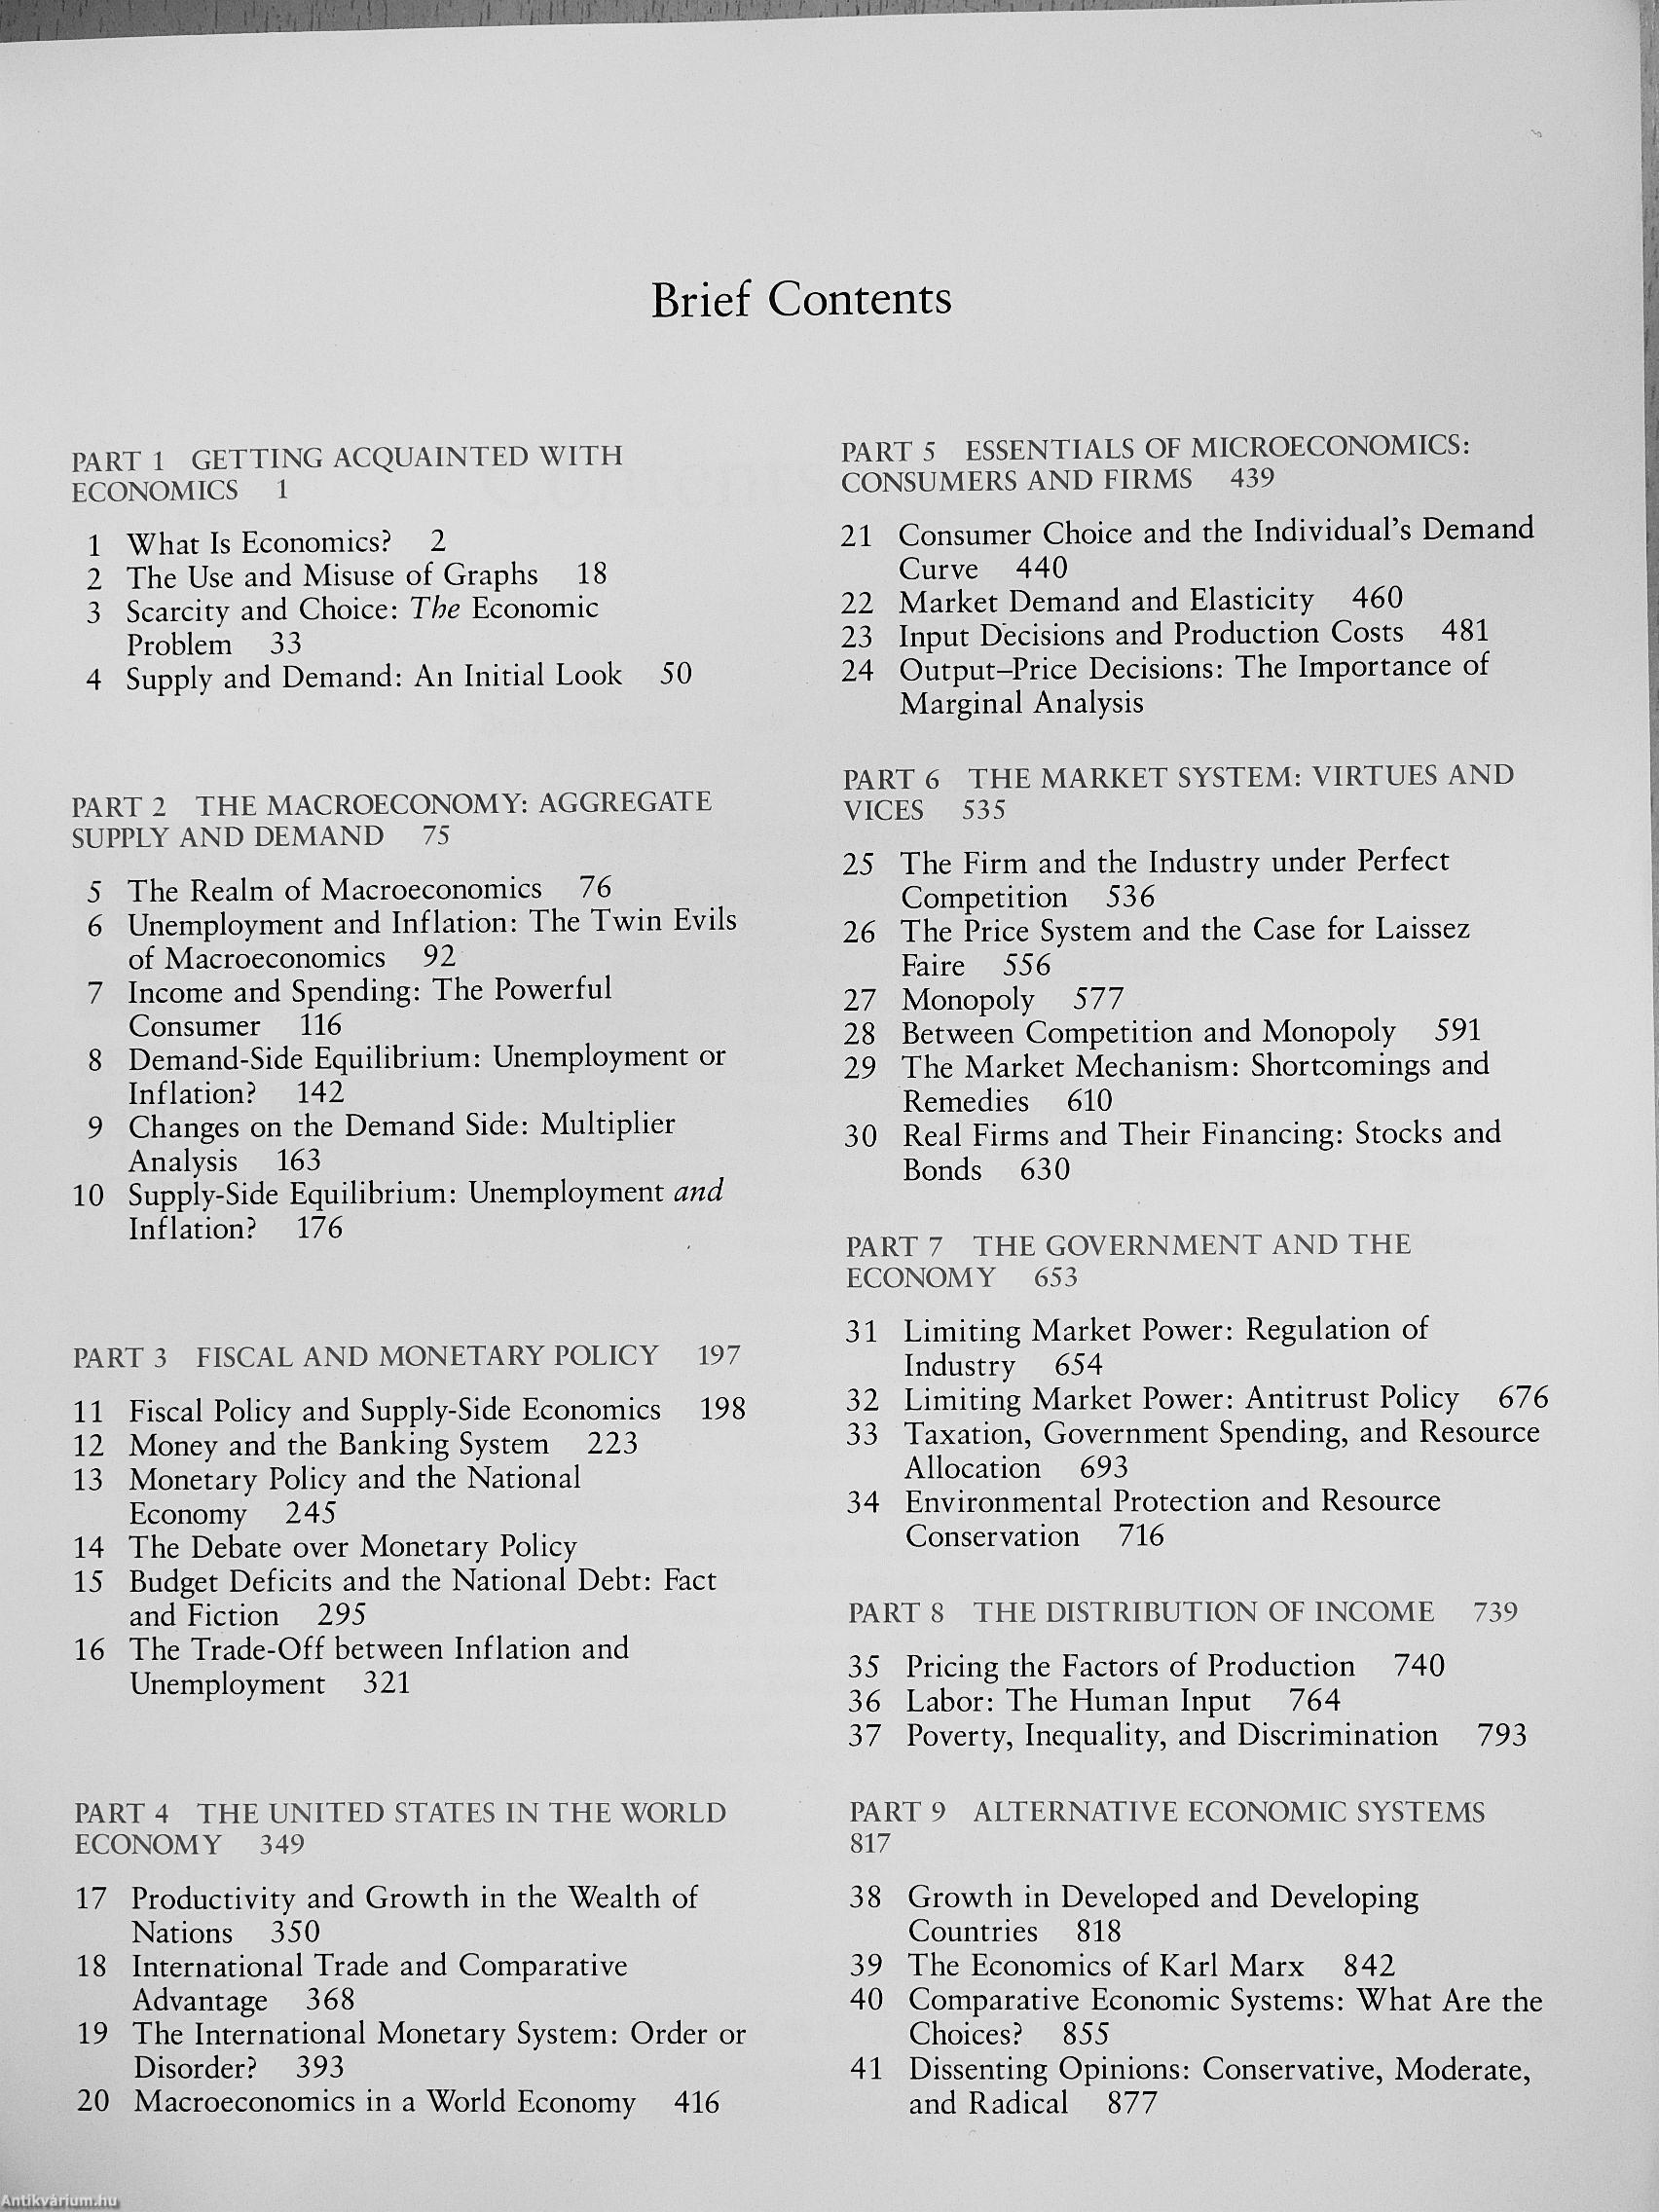 Brief Contents
PART 1 GETTING ACQUAINTED WITH
ECONOMICS 1
1 What Is Economics? 2
2 The Use and Misuse of Graphs 18
3 Scarcity and Choice: The Economic
Problem 33
4 Supply and Demand: An Initial Look 50
PART 2 THE MACROECONOMY: AGGREGATE
SUPPLY AND DEMAND 75
5 The Realm of Macroeconomics 76
6 Unemployment and Inflation: The Twin Evils
of Macroeconomics 92
7 Income and Spending: The Powerful
Consumer 116
8 Demand-Side Equilibrium: Unemployment or
Inflation? 142
9 Changes on the Demand Side: Multiplier
Analysis 163
10 Supply-Side Equilibrium: Unemployment and
Inflation? 176
PART 3 FISCAL AND MONETARY POLICY 197
11 Fiscal Policy and Supply-Side Economics 198
12 Money and the Banking System 223
13 Monetary Policy and the National
Economy 245
14 The Debate over Monetary Policy
15 Budget Deficits and the National Debt: Fact
and Fiction 295
16 The Trade-Off between Inflation and
Unemployment 321
PART 4 THE UNITED STATES IN THE WORLD
ECONOMY 349
17 Productivity and Growth in the Wealth of
Nations 350
18 International Trade and Comparative
Advantage 368
19 The International Monetary System: Order or
Disorder? 393
20 Macroeconomics in a World Economy 416
PART 5 ESSENTIALS OF MICROECONOMICS:
CONSUMERS AND FIRMS 439
21 Consumer Choice and the Individual's Demand
Curve 440
22 Market Demand and Elasticity 460
23 Input Decisions and Production Costs 481
24 Output–Price Decisions: The Importance of
Marginal Analysis
PART 6 THE MARKET SYSTEM: VIRTUES AND
VICES 535
25 The Firm and the Industry under Perfect
Competition 536
26 The Price System and the Case for Laissez
Faire 556
27 Monopoly 577
28 Between Competition and Monopoly 591
29 The Market Mechanism: Shortcomings and
Remedies 610
30 Real Firms and Their Financing: Stocks and
Bonds 630
PART 7 THE GOVERNMENT AND THE
ECONOMY 653
31 Limiting Market Power: Regulation of
Industry 654
32 Limiting Market Power: Antitrust Policy 676
33 Taxation, Government Spending, and Resource
Allocation 693
34 Environmental Protection and Resource
Conservation 716
PART 8 THE DISTRIBUTION OF INCOME 739
35 Pricing the Factors of Production 740
36 Labor: The Human Input 764
37 Poverty, Inequality, and Discrimination 793
PART 9 ALTERNATIVE ECONOMIC SYSTEMS
817
38 Growth in Developed and Developing
Countries 818
39 The Economics of Karl Marx 842
40 Comparative Economic Systems: What Are the
Choices? 855
41 Dissenting Opinions: Conservative, Moderate,
and Radical 877
Antikvárium.hu